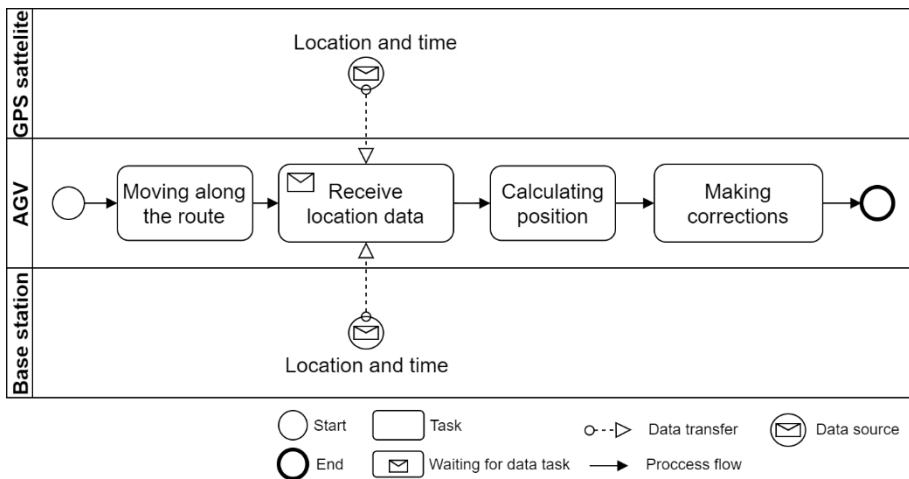 GPS sattelite
Location and time
AGV
Moving along
the route
Receive
location data
Calculating
position
Making
corrections
Base station
Location and time
Start
Task
Data transfer
Data source
End
Waiting for data task
Proccess flow